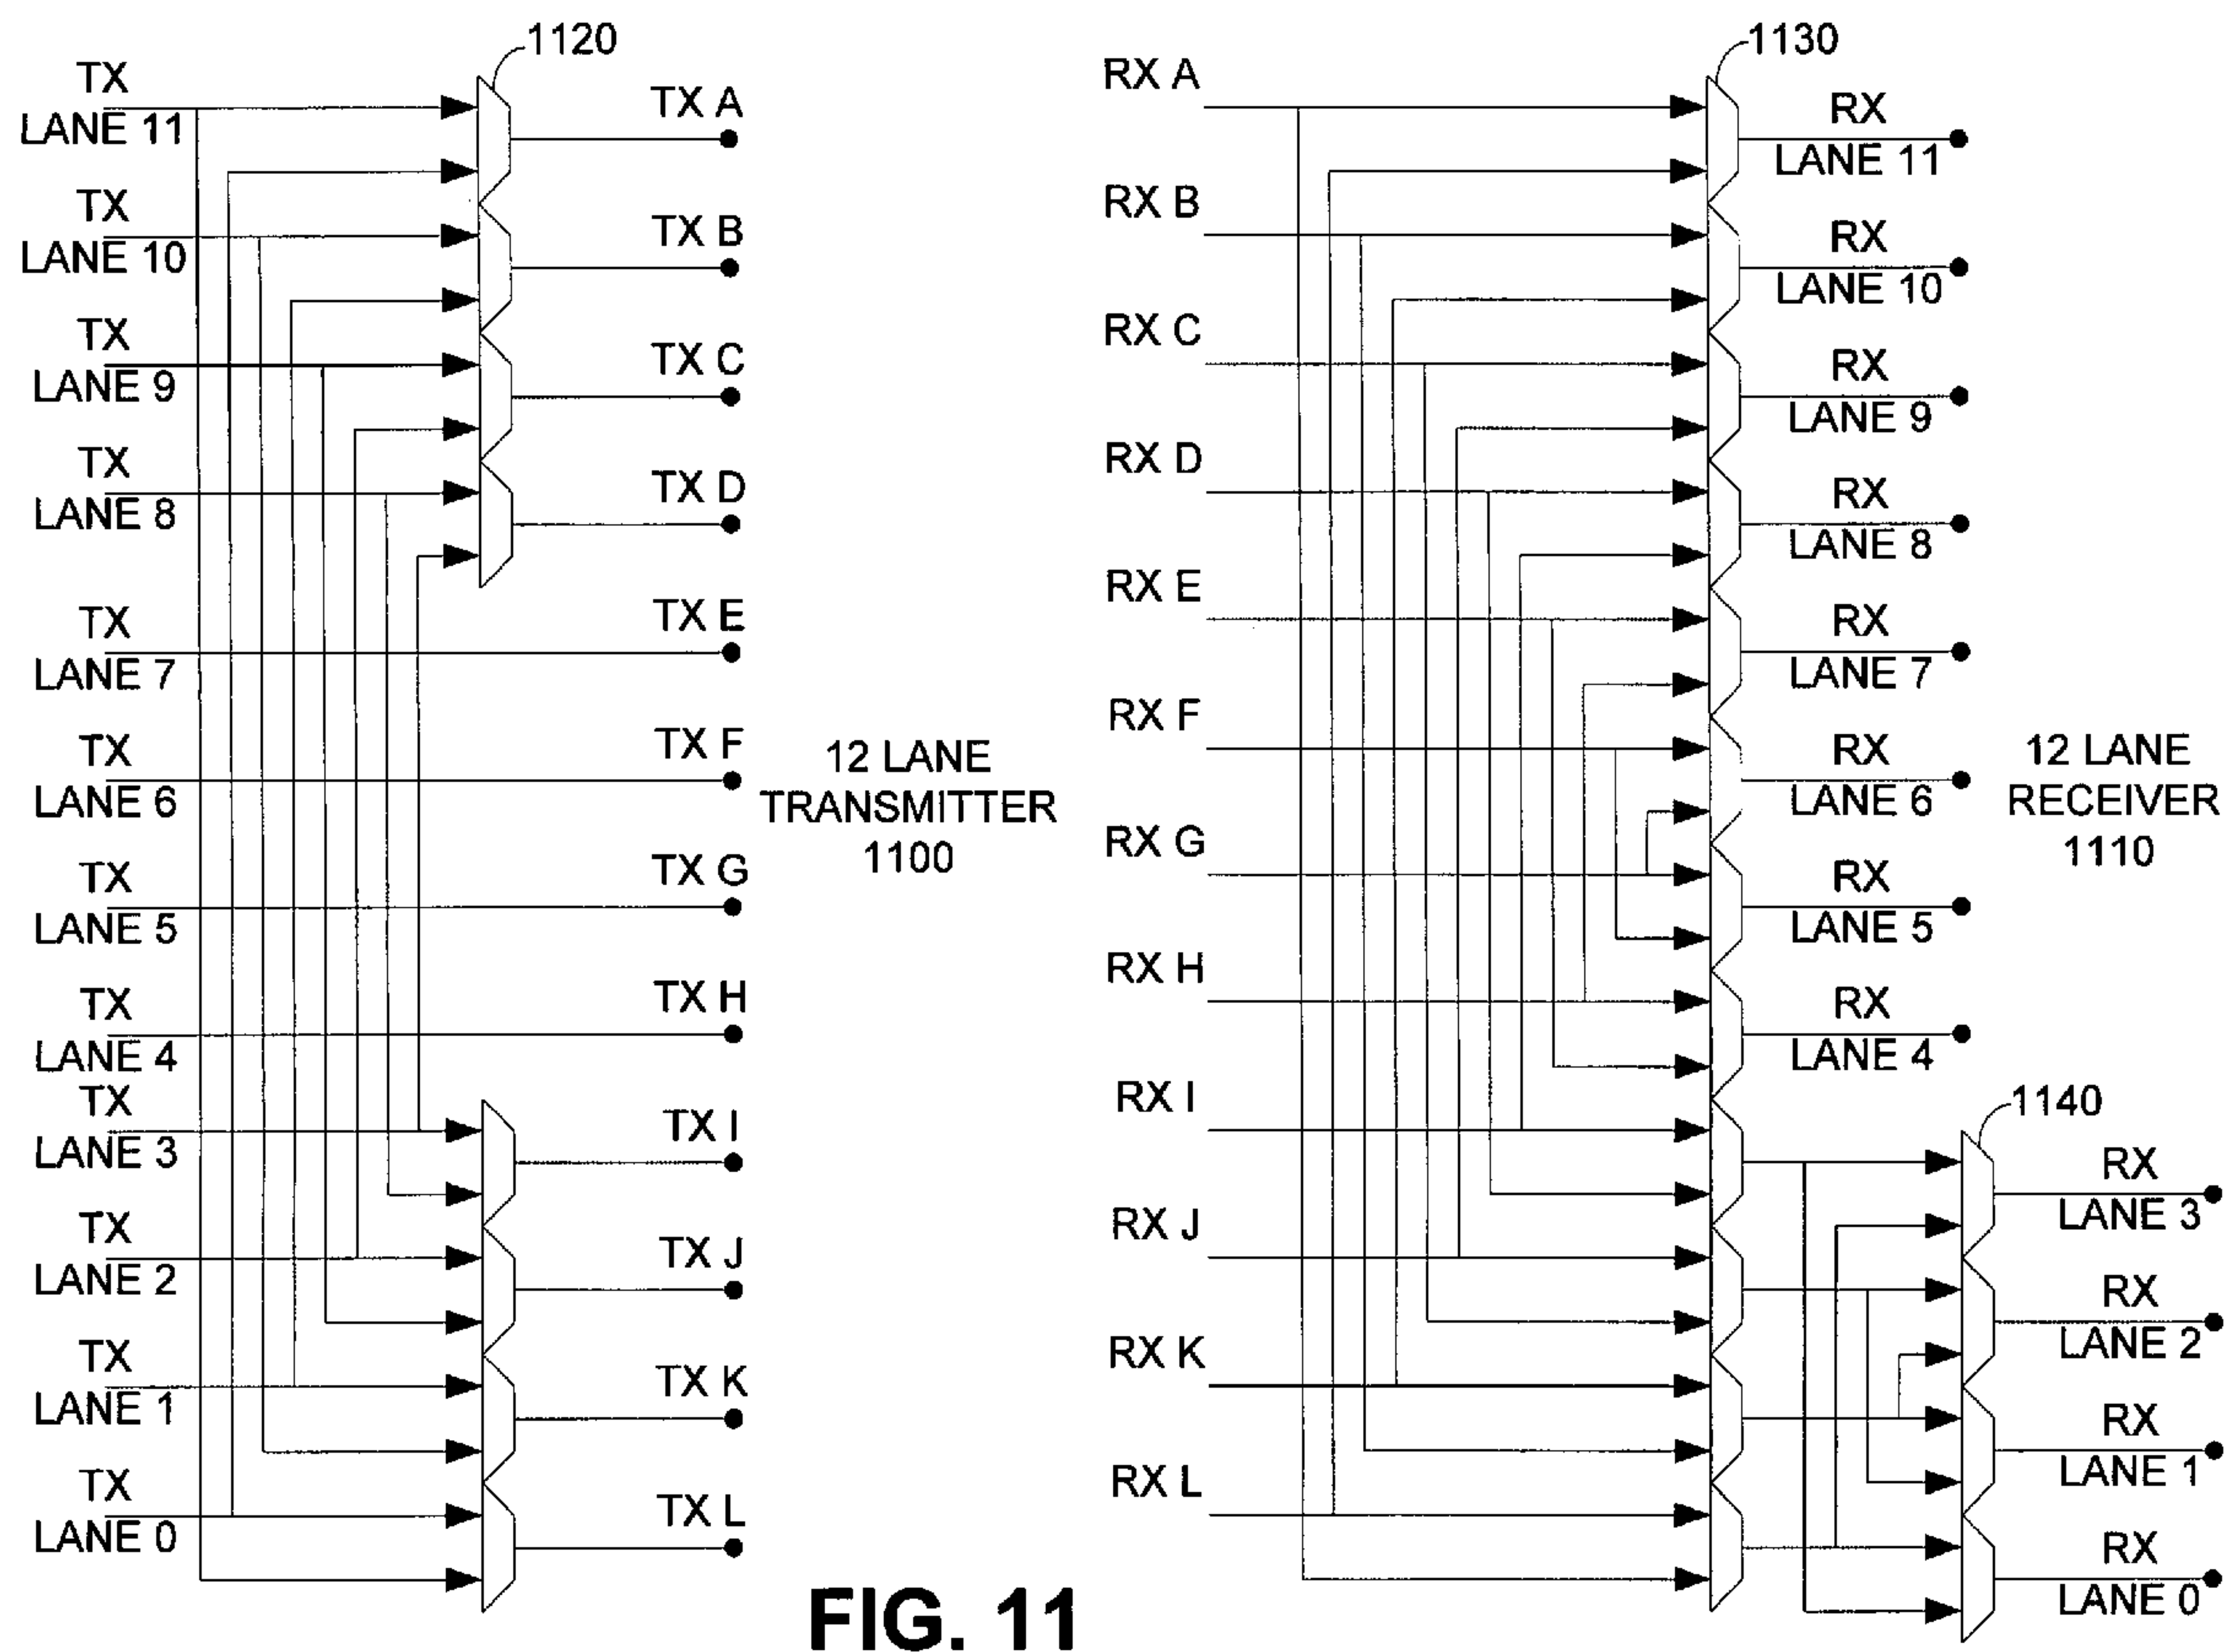 1120
TX
LANE 11
TX A
TX
LANE 10
TX B
TX
LANE 9
TX C
TX
LANE 8
TX D
TX
LANE 7
TX E
TX
LANE 6
TX F
TX
LANE 5
TX G
TX
LANE 4
TX H
TX
LANE 3
TX I
TX
LANE 2
TX J
TX
LANE 1
TX K
TX
LANE 0
TX L
12 LANE
TRANSMITTER
1100
1130
RX A
RX B
RX C
RX D
RX E
RX F
RX G
RX H
RX I
RX J
RX K
RX L
RX
LANE 11
RX
LANE 10
RX
LANE 9
RX
LANE 8
RX
LANE 7
RX
LANE 6
RX
LANE 5
RX
LANE 4
12 LANE
RECEIVER
1110
1140
RX
LANE 3
RX
LANE 2
RX
LANE 1
RX
LANE 0
FIG. 11